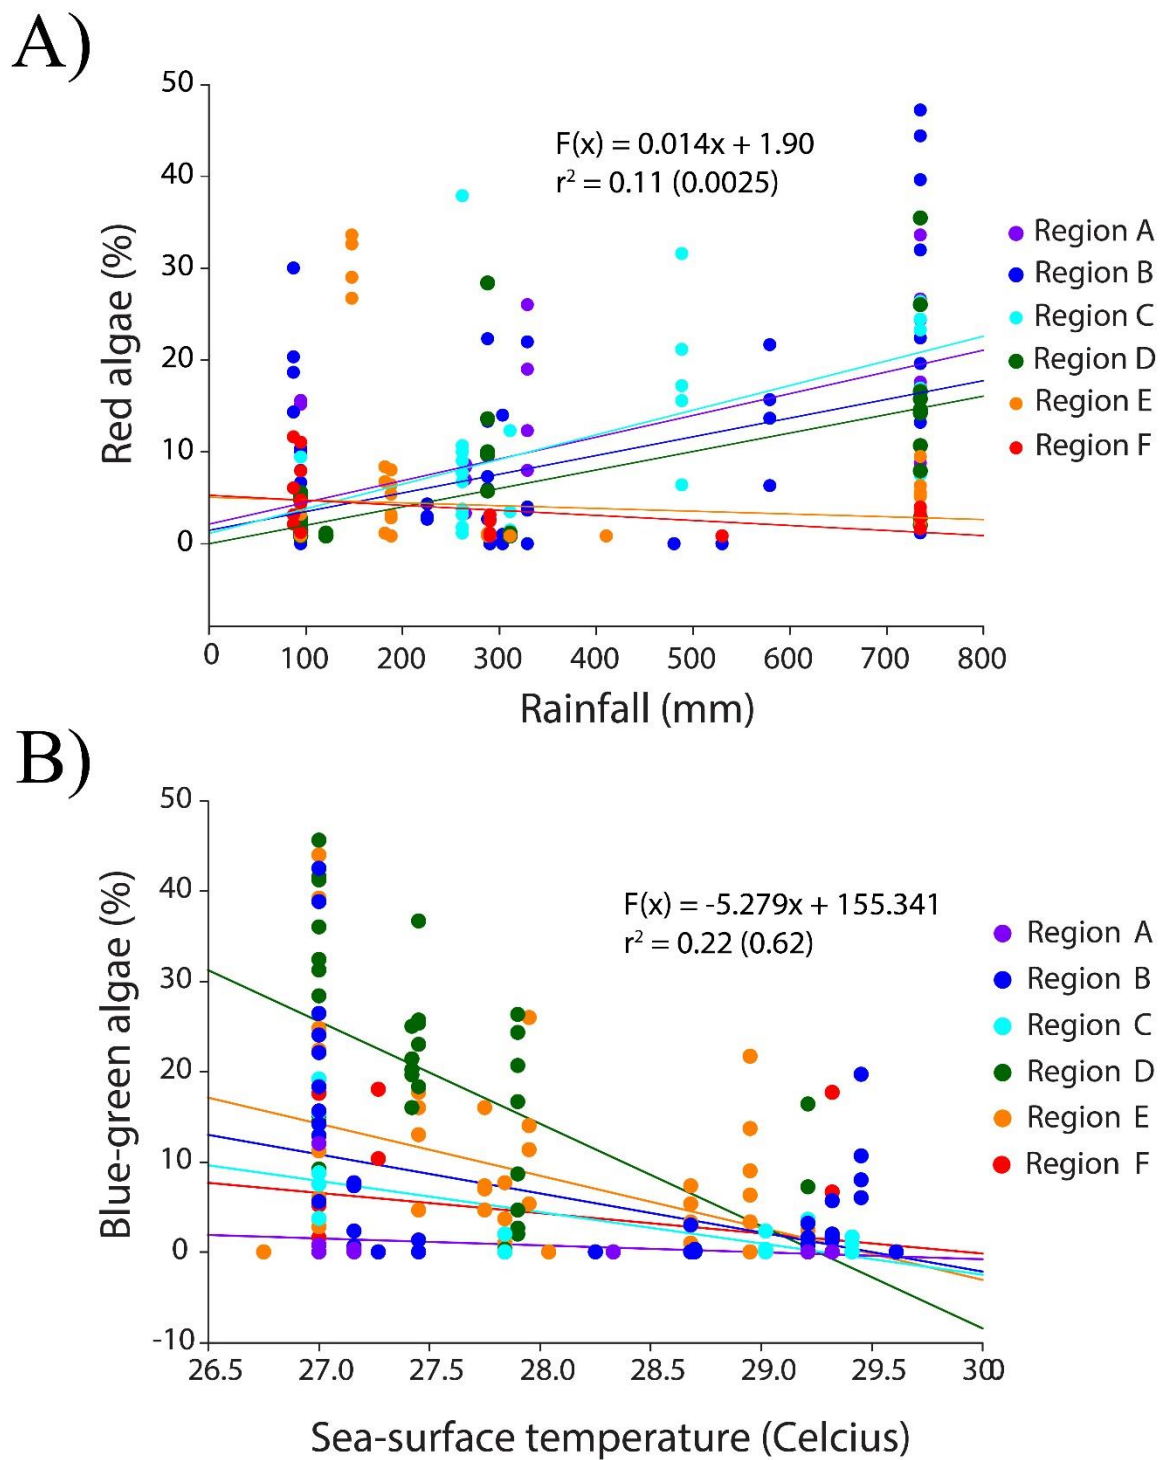 A)
50
40
30
20
10
0
Red algae (%)
F(x) = 0.014x + 1.90
r² = 0.11 (0.0025)
Region A
Region B
Region C
Region D
Region E
Region F
0 100 200 300 400 500 600 700 800
Rainfall (mm)
B)
50
40
30
20
10
0
-10
Blue-green algae (%)
F(x) = -5.279x + 155.341
r² = 0.22 (0.62)
Region A
Region B
Region C
Region D
Region E
Region F
26.5 27.0 27.5 28.0 28.5 29.0 29.5 30.0
Sea-surface temperature (Celcius)